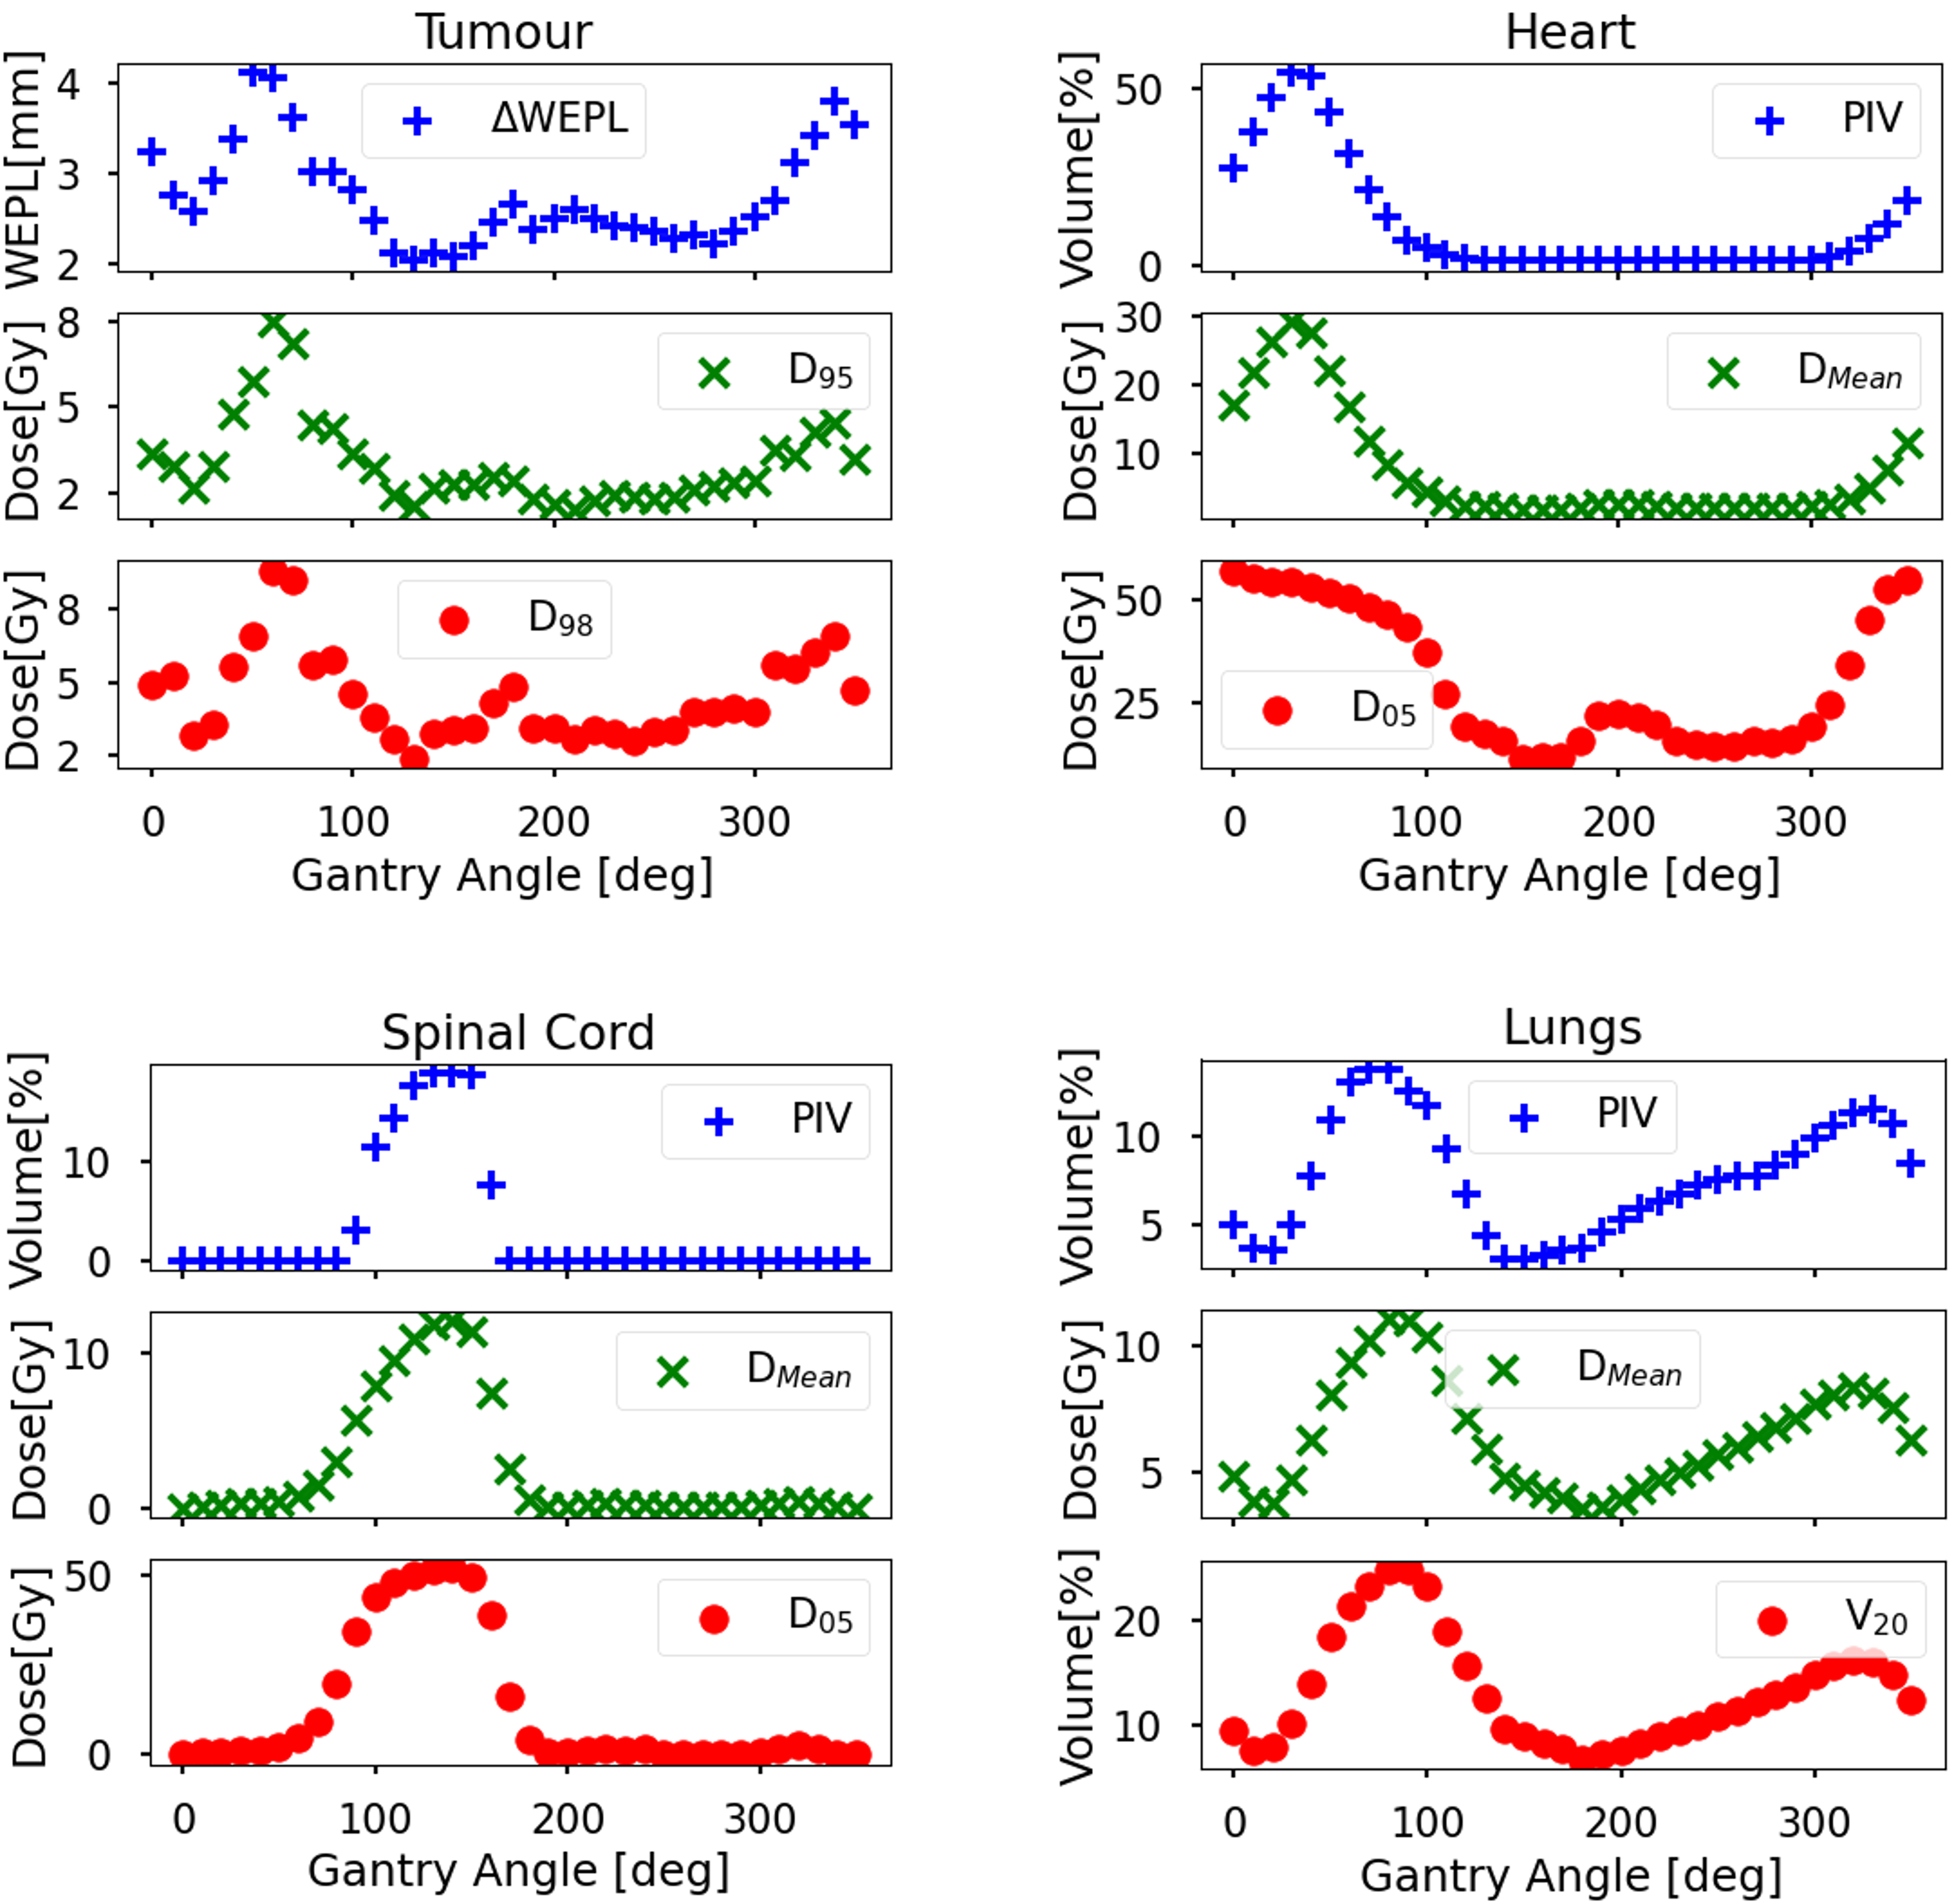 Tumour
WEPL[mm]
4
3
2
ΔWEPL
Dose[Gy]
8
5
2
D95
Dose[Gy]
8
5
2
D98
0 100 200 300
Gantry Angle [deg]
Heart
Volume[%]
50
0
PIV
Dose[Gy]
30
20
10
DMean
Dose[Gy]
50
25
D05
0 100 200 300
Gantry Angle [deg]
Spinal Cord
Volume[%]
10
0
PIV
Dose[Gy]
10
0
DMean
Dose[Gy]
50
0
D05
0 100 200 300
Gantry Angle [deg]
Lungs
Volume[%]
10
5
PIV
Dose[Gy]
10
5
DMean
Volume[%]
20
10
V20
0 100 200 300
Gantry Angle [deg]